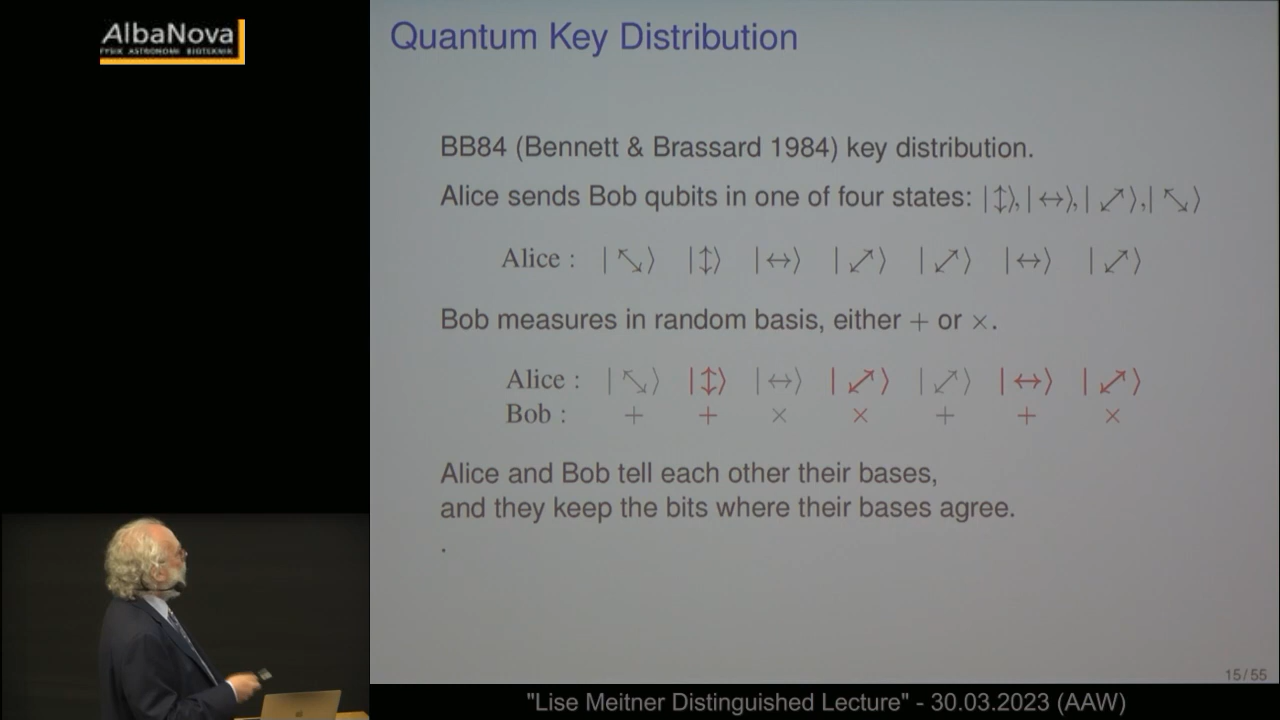 AlbaNova
FYSIK ASTRONOMI BIOTEKNIK
Quantum Key Distribution
BB84 (Bennett & Brassard 1984) key distribution.
Alice sends Bob qubits in one of four states: |↕⟩,|↔⟩,|⤢⟩,|⤡⟩
Alice : |⤡⟩ |↕⟩ |↔⟩ |⤢⟩ |⤢⟩ |↔⟩ |⤢⟩
Bob measures in random basis, either + or ×.
Alice : |⤡⟩ |↕⟩ |↔⟩ |⤢⟩ |⤢⟩ |↔⟩ |⤢⟩
Bob : + + × × + + ×
Alice and Bob tell each other their bases,
and they keep the bits where their bases agree.
.
15/55
"Lise Meitner Distinguished Lecture" - 30.03.2023 (AAW)